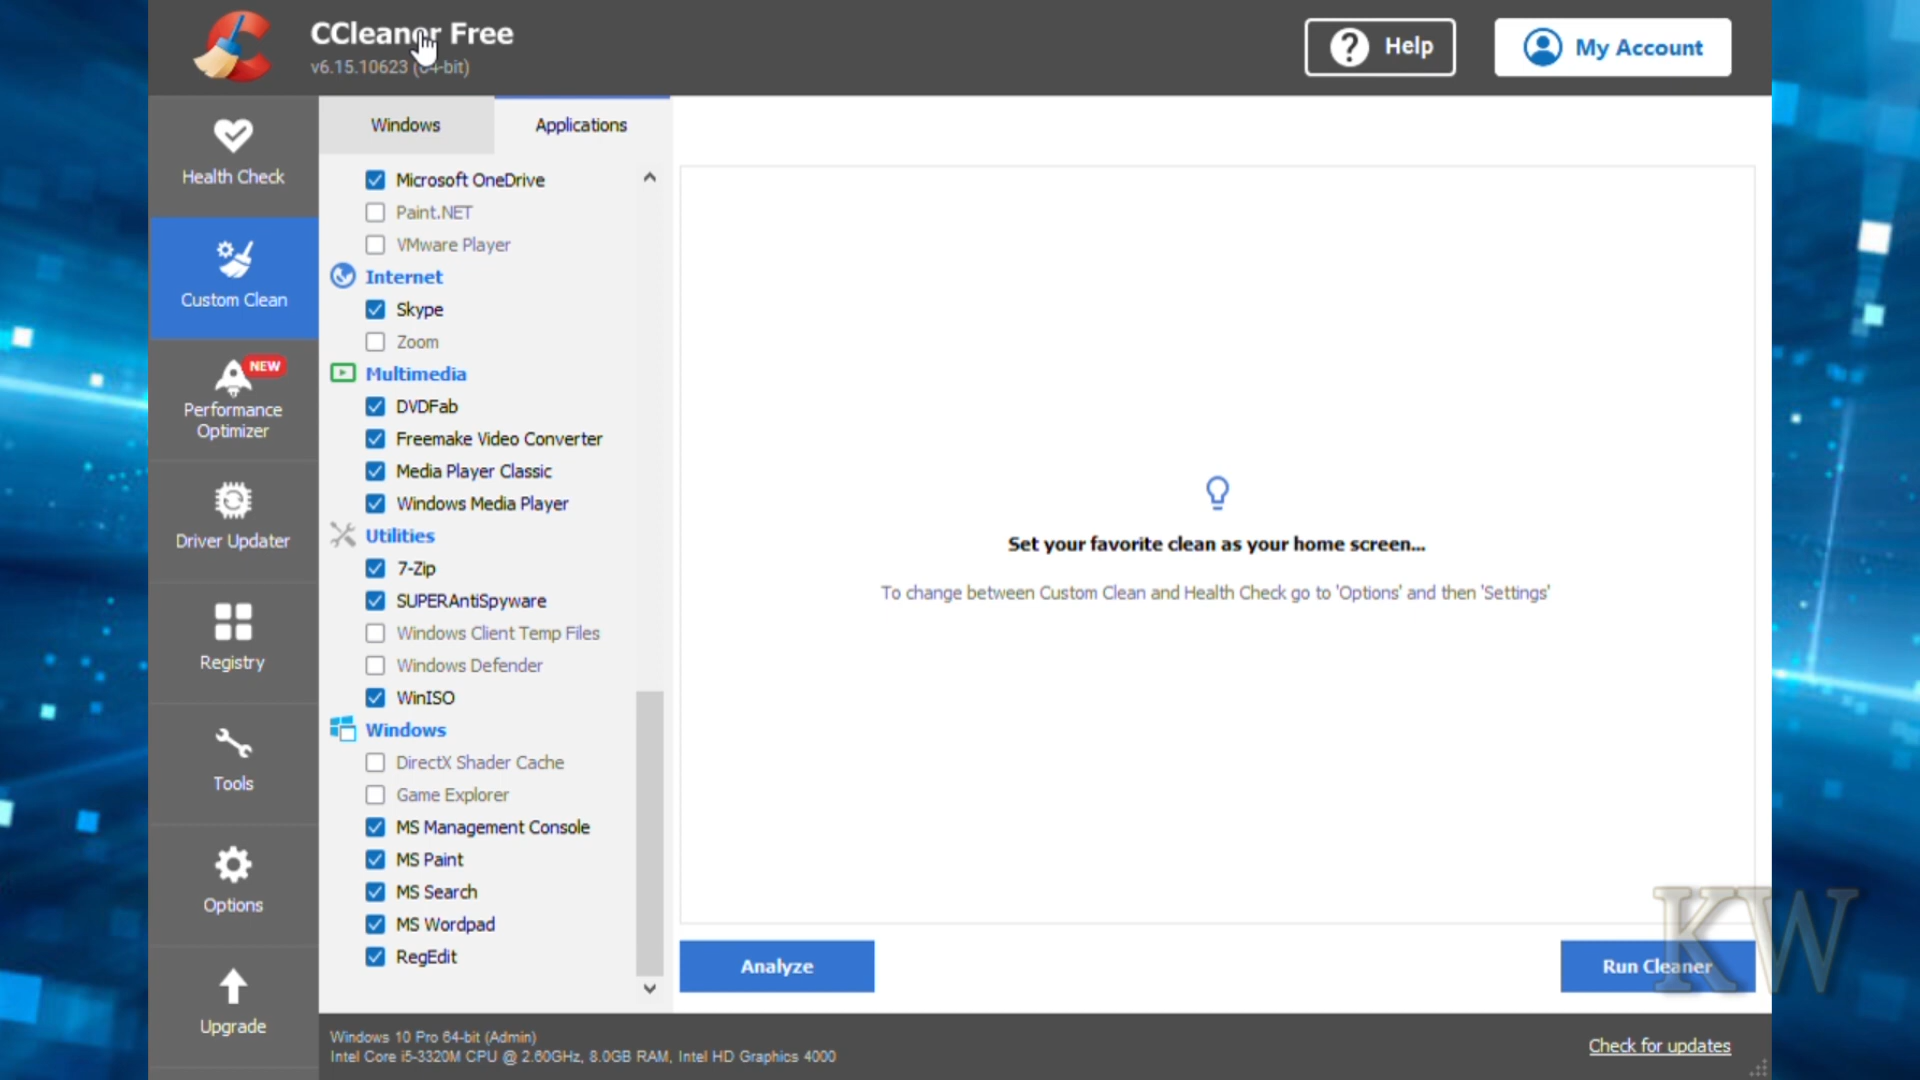 CCleaner Free
v6.15.10623 (64-bit)
Help
My Account
Health Check
Custom Clean
NEW
Performance
Optimizer
Driver Updater
Registry
Tools
Options
Upgrade
Windows
Applications
Microsoft OneDrive
Paint.NET
VMware Player
Internet
Skype
Zoom
Multimedia
DVDFab
Freemake Video Converter
Media Player Classic
Windows Media Player
Utilities
7-Zip
SUPERAntiSpyware
Windows Client Temp Files
Windows Defender
WinISO
Windows
DirectX Shader Cache
Game Explorer
MS Management Console
MS Paint
MS Search
MS Wordpad
RegEdit
Set your favorite clean as your home screen...
To change between Custom Clean and Health Check go to 'Options' and then 'Settings'
Analyze
Run Cleaner
KW
Windows 10 Pro 64-bit (Admin)
Intel Core i5-3320M CPU @ 2.60GHz, 8.0GB RAM, Intel HD Graphics 4000
Check for updates